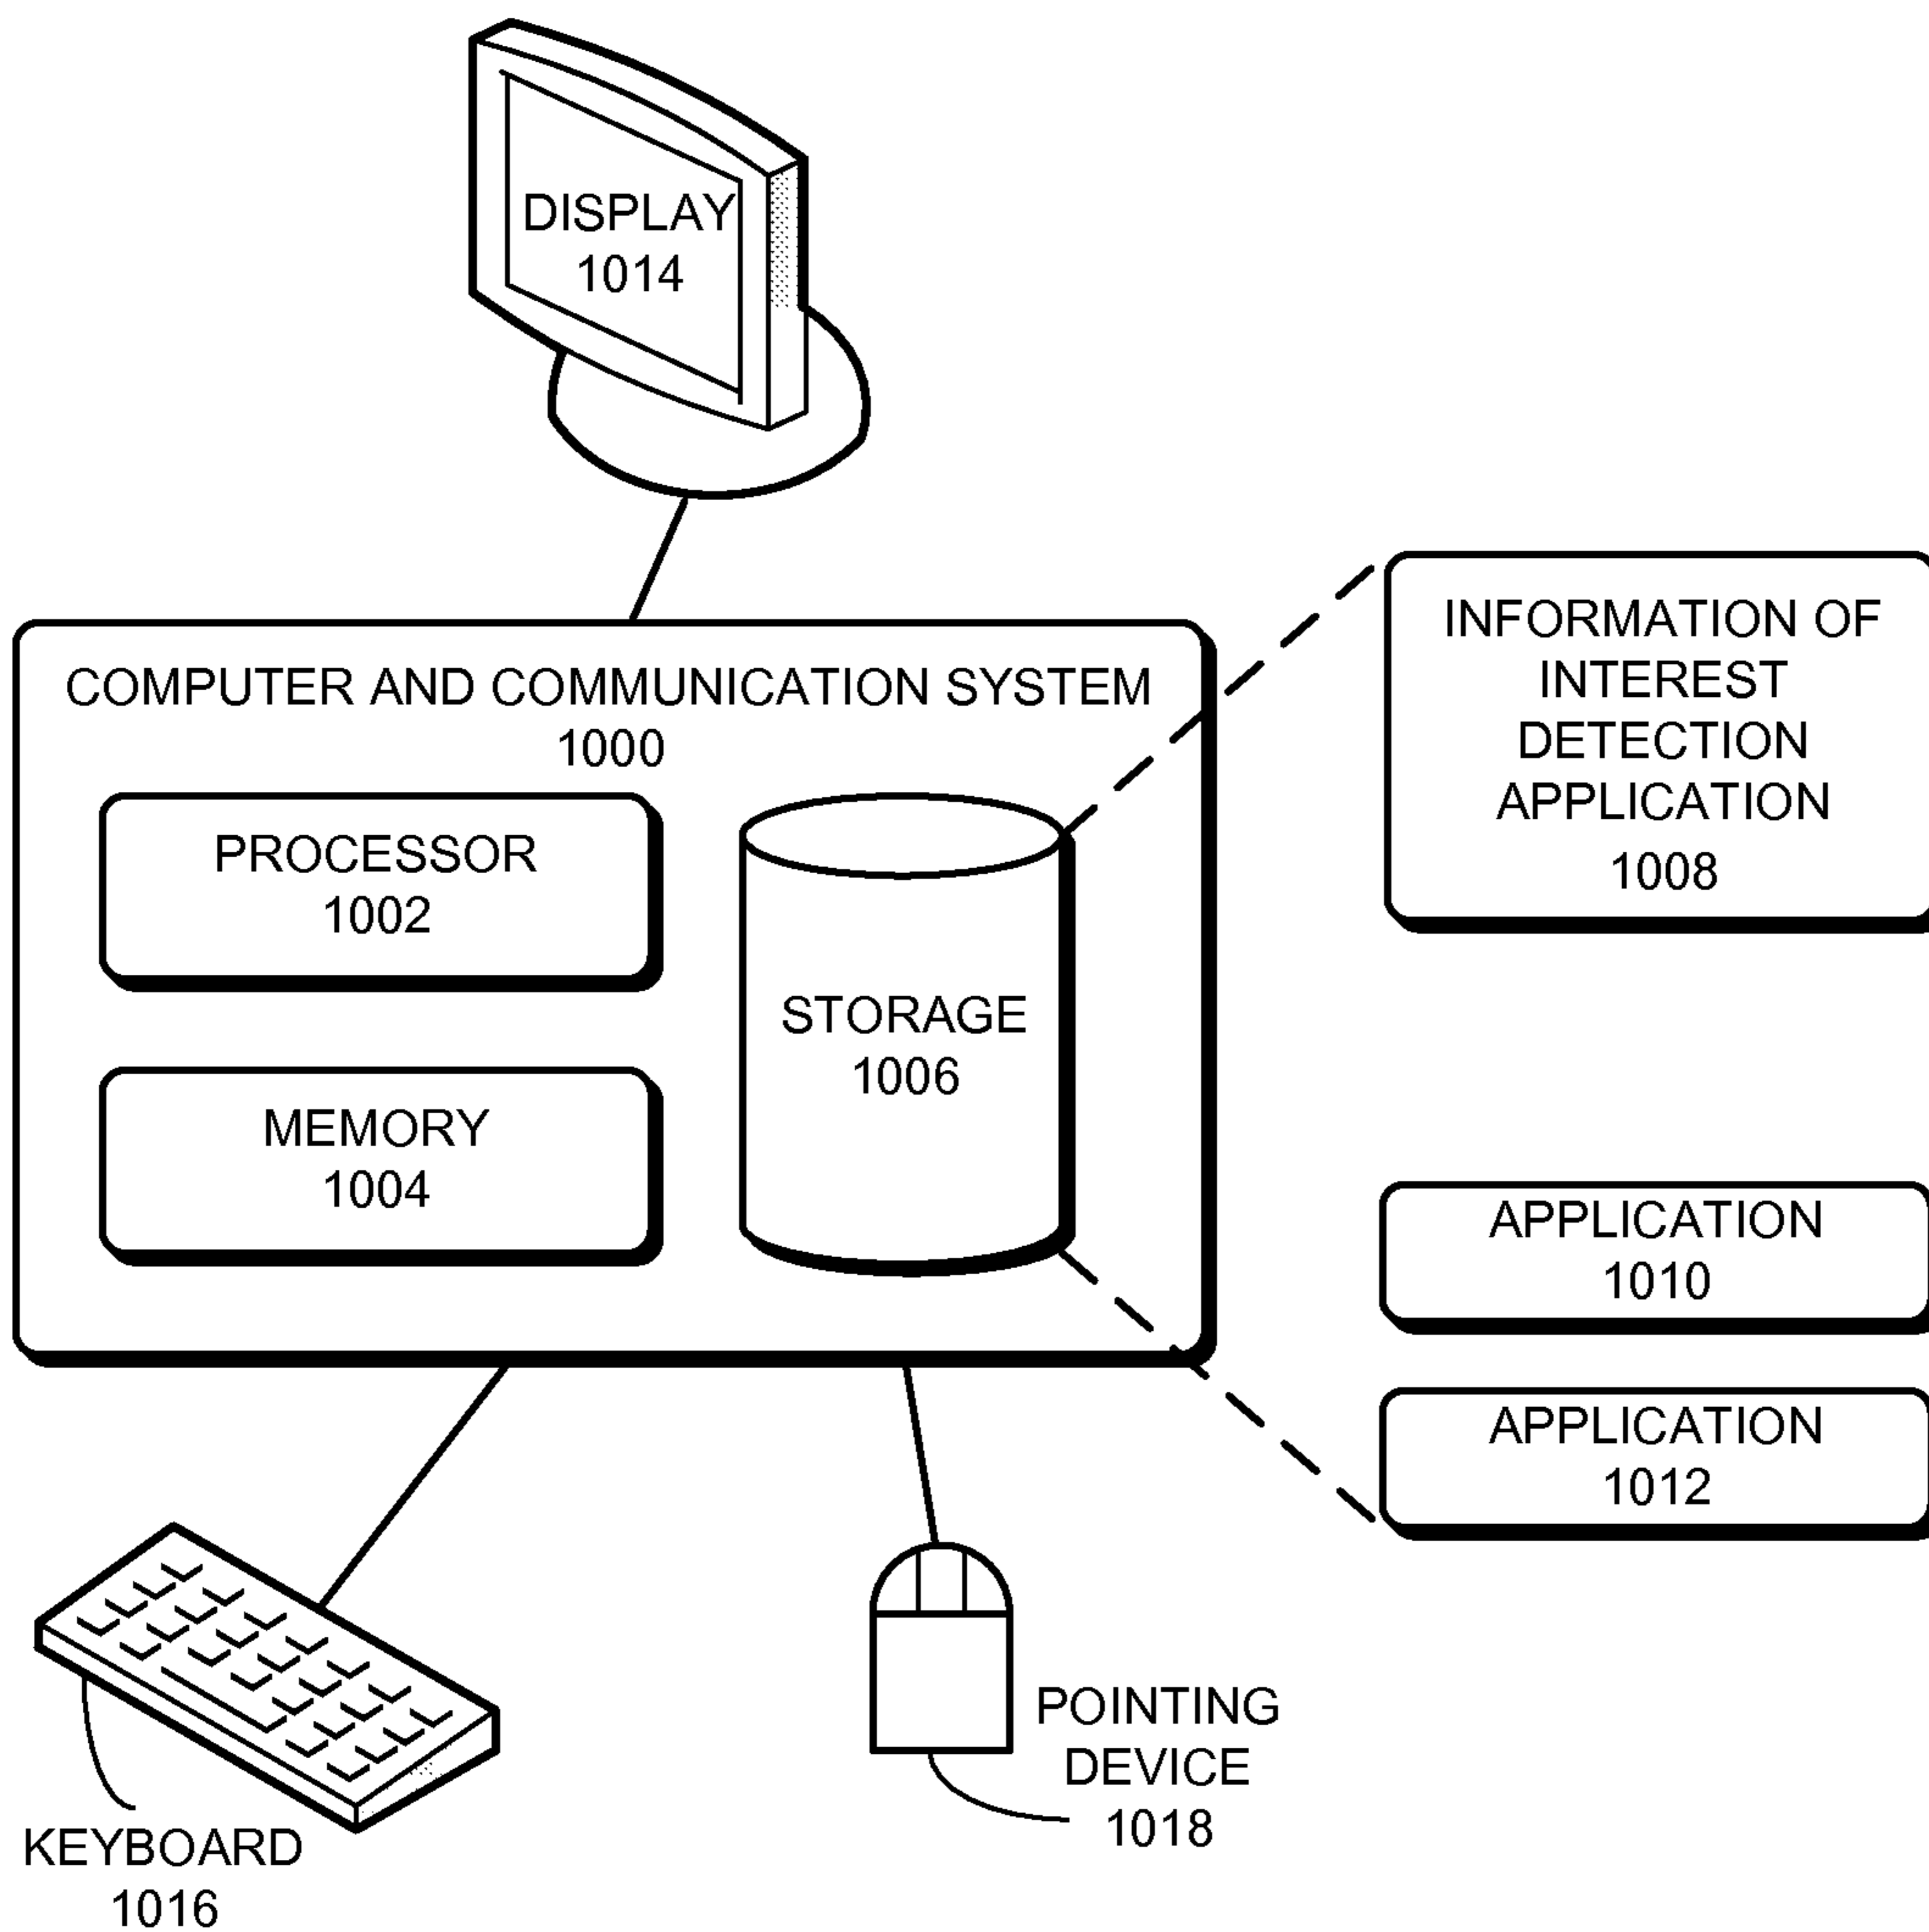 DISPLAY
1014
COMPUTER AND COMMUNICATION SYSTEM
1000
PROCESSOR
1002
MEMORY
1004
STORAGE
1006
INFORMATION OF
INTEREST
DETECTION
APPLICATION
1008
APPLICATION
1010
APPLICATION
1012
KEYBOARD
1016
POINTING
DEVICE
1018